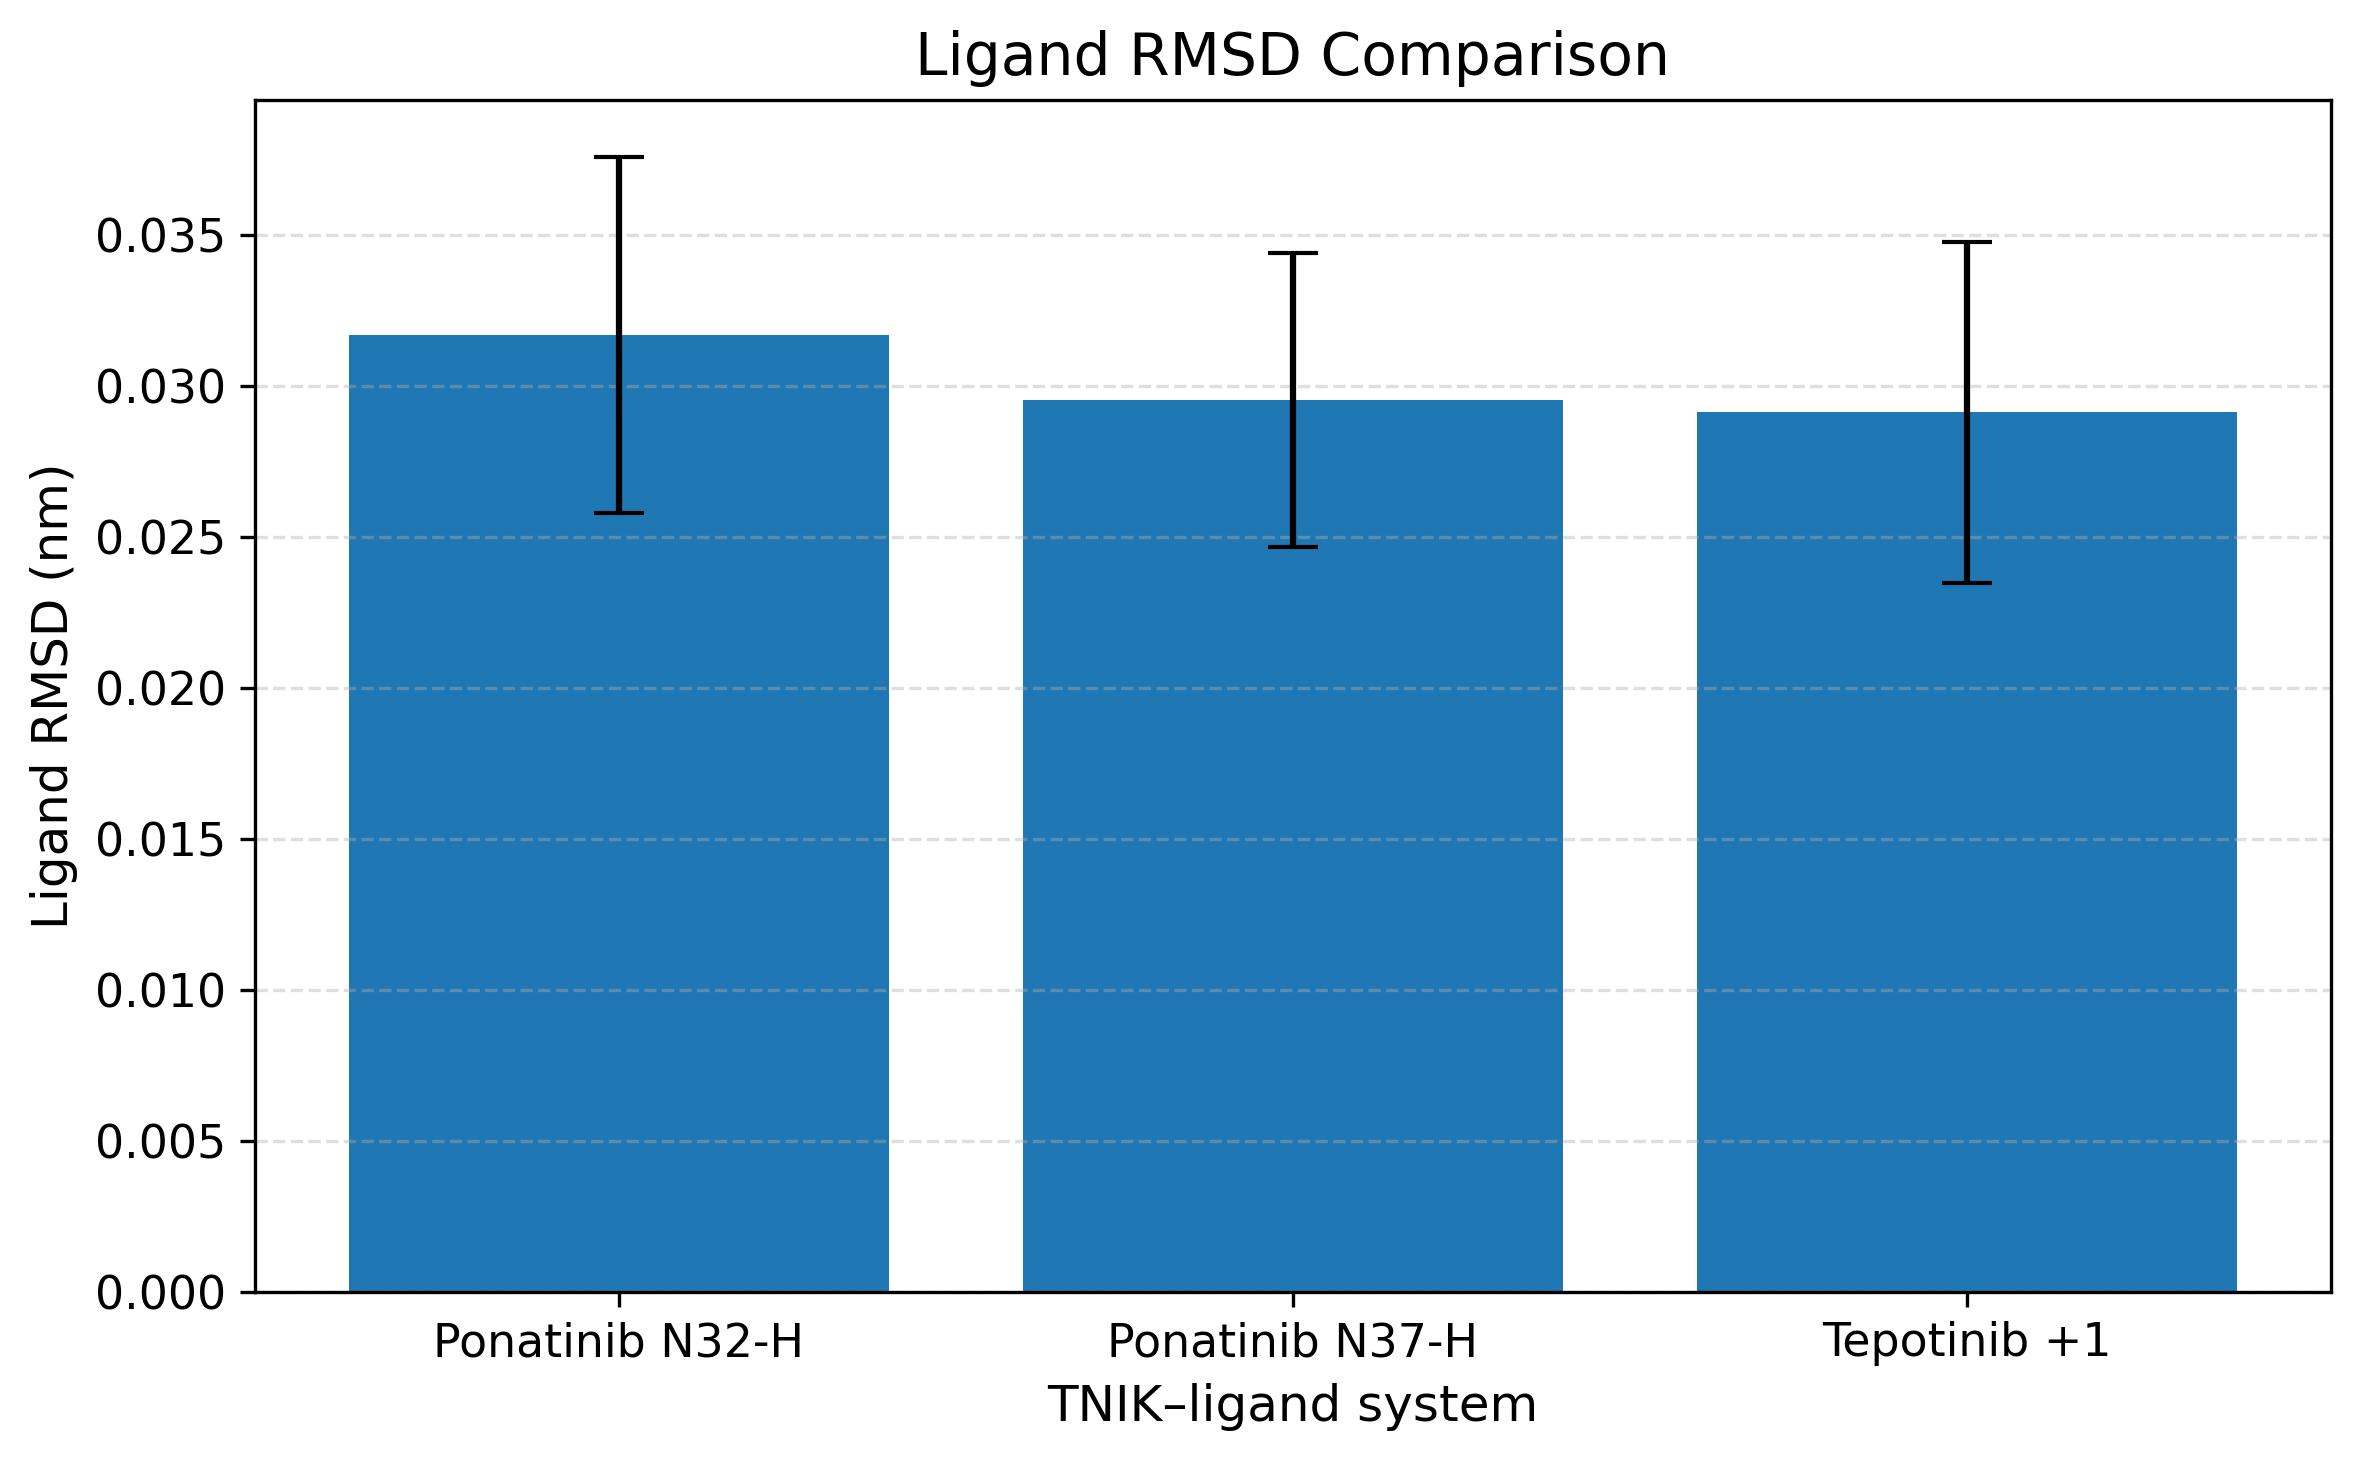 Ligand RMSD Comparison
Ligand RMSD (nm)
0.035
0.030
0.025
0.020
0.015
0.010
0.005
0.000
Ponatinib N32-H
Ponatinib N37-H
Tepotinib +1
TNIK–ligand system